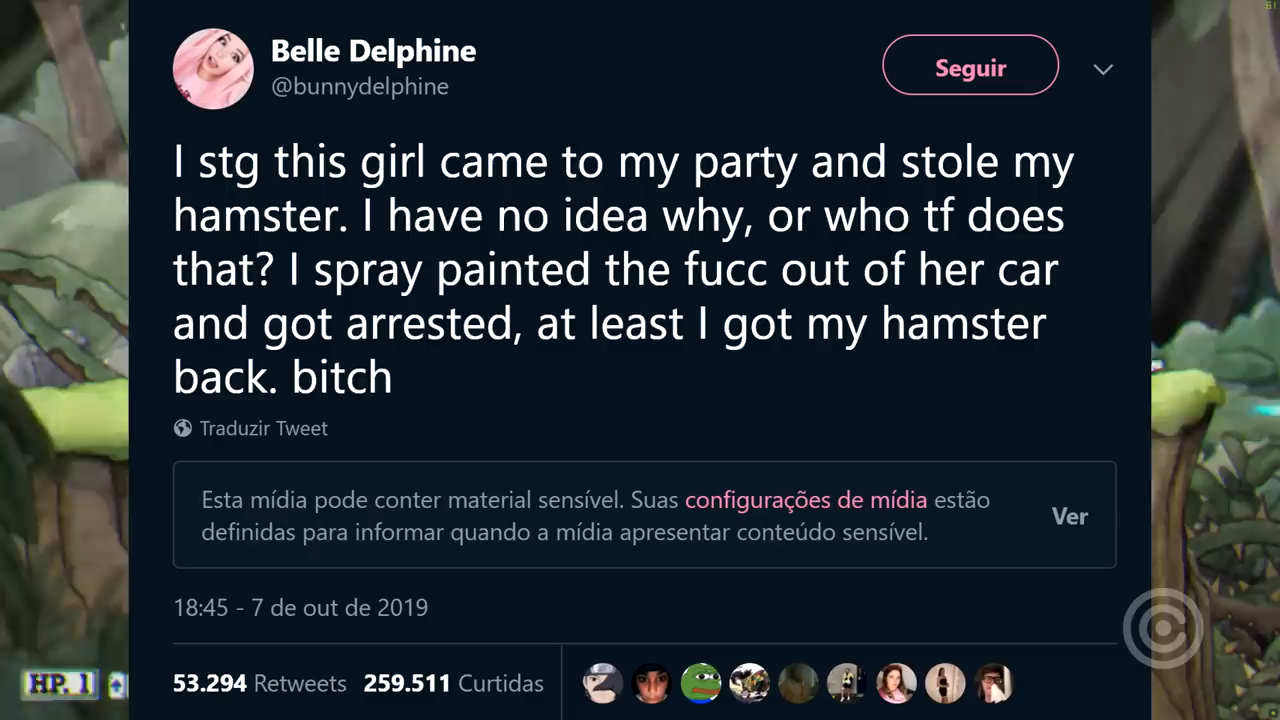 61
Belle Delphine
@bunnydelphine
Seguir
I stg this girl came to my party and stole my
hamster. I have no idea why, or who tf does
that? I spray painted the fucc out of her car
and got arrested, at least I got my hamster
back. bitch
Traduzir Tweet
Esta mídia pode conter material sensível. Suas configurações de mídia estão
definidas para informar quando a mídia apresentar conteúdo sensível.
Ver
18:45 - 7 de out de 2019
53.294 Retweets 259.511 Curtidas
HP. 1